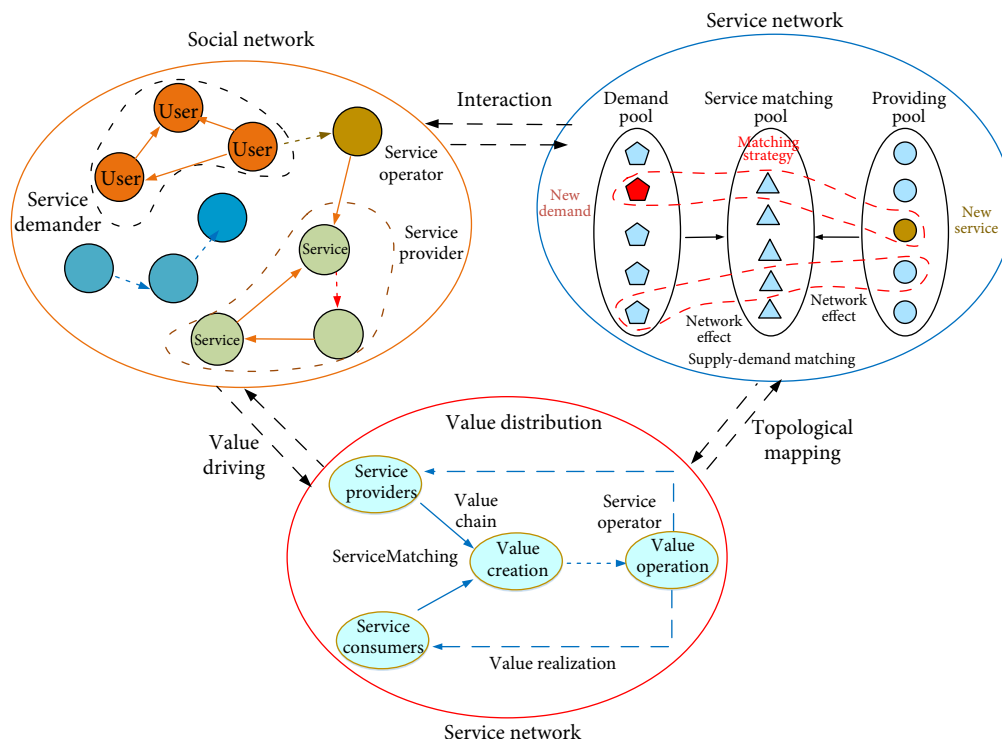 Social network
User
User
User
Service
demander
Service
operator
Service
provider
Service
Service
Interaction
Service network
Demand
pool
Service matching
pool
Providing
pool
Matching
strategy
New
demand
New
service
Network
effect
Network
effect
Supply-demand matching
Value
driving
Topological
mapping
Value distribution
Service
providers
Value
chain
Service
operator
ServiceMatching
Value
creation
Value
operation
Service
consumers
Value realization
Service network